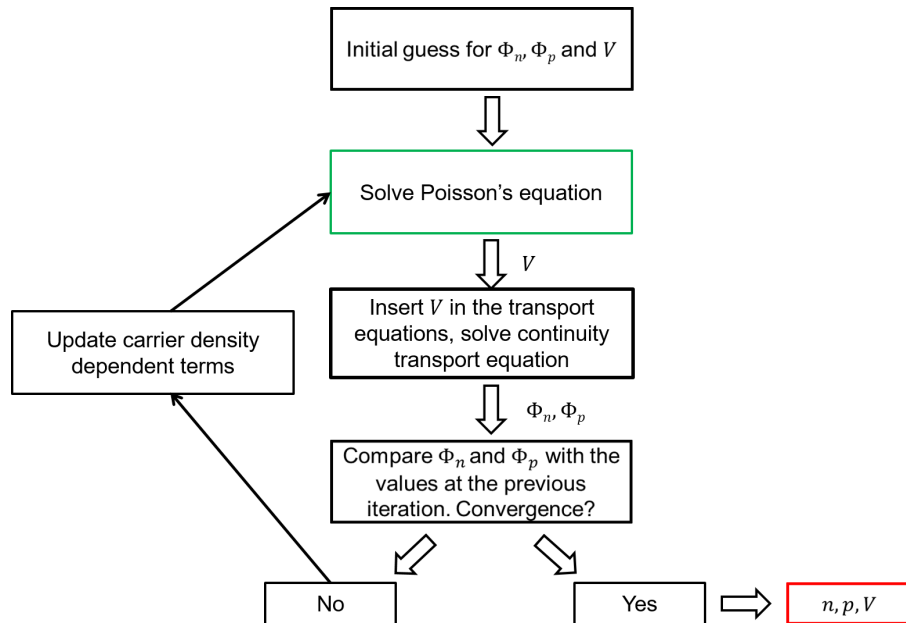 Initial guess for Φₙ, Φₚ and V
Solve Poisson's equation
V
Insert V in the transport
equations, solve continuity
transport equation
Update carrier density
dependent terms
Φₙ, Φₚ
Compare Φₙ and Φₚ with the
values at the previous
iteration. Convergence?
No
Yes
n, p, V